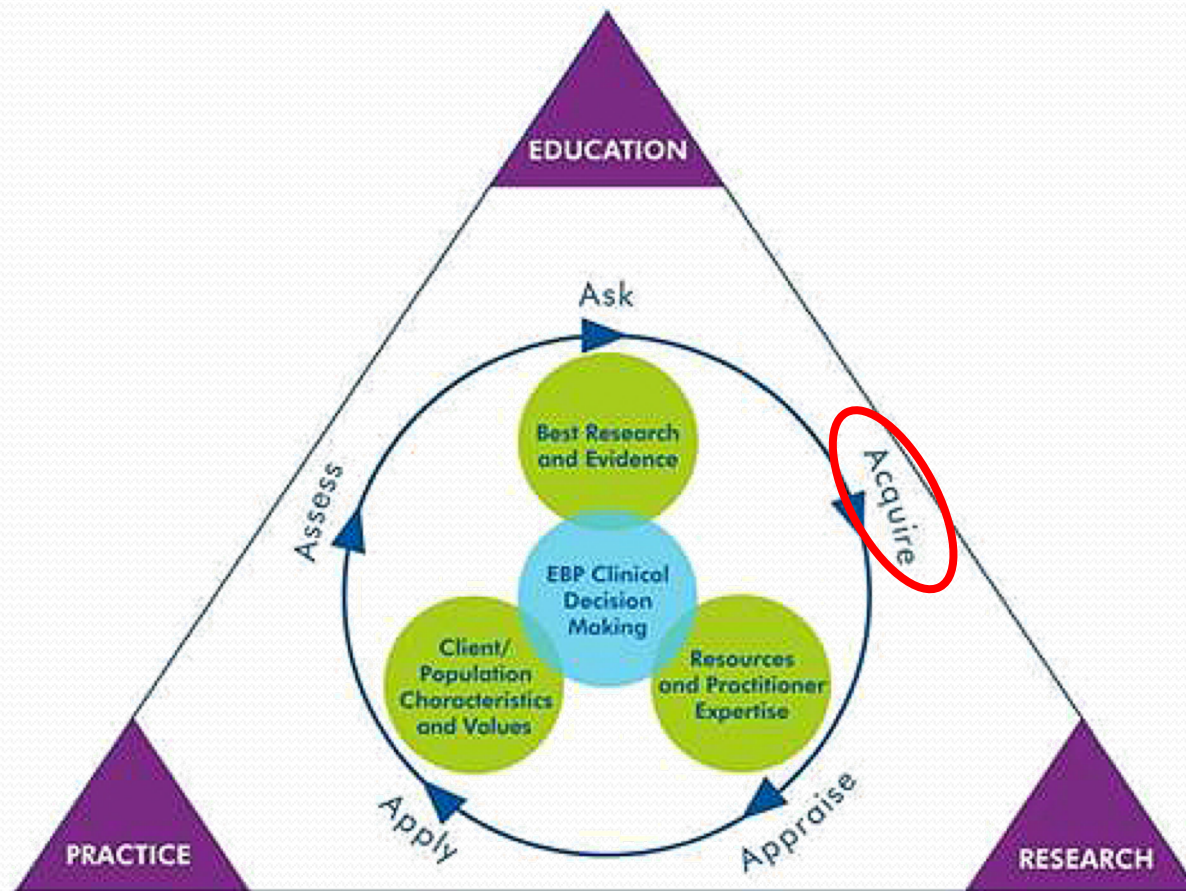 EDUCATION
Ask
Acquire
Appraise
Apply
Assess
Best Research
and Evidence
EBP Clinical
Decision
Making
Client/
Population
Characteristics
and Values
Resources
and Practitioner
Expertise
PRACTICE
RESEARCH